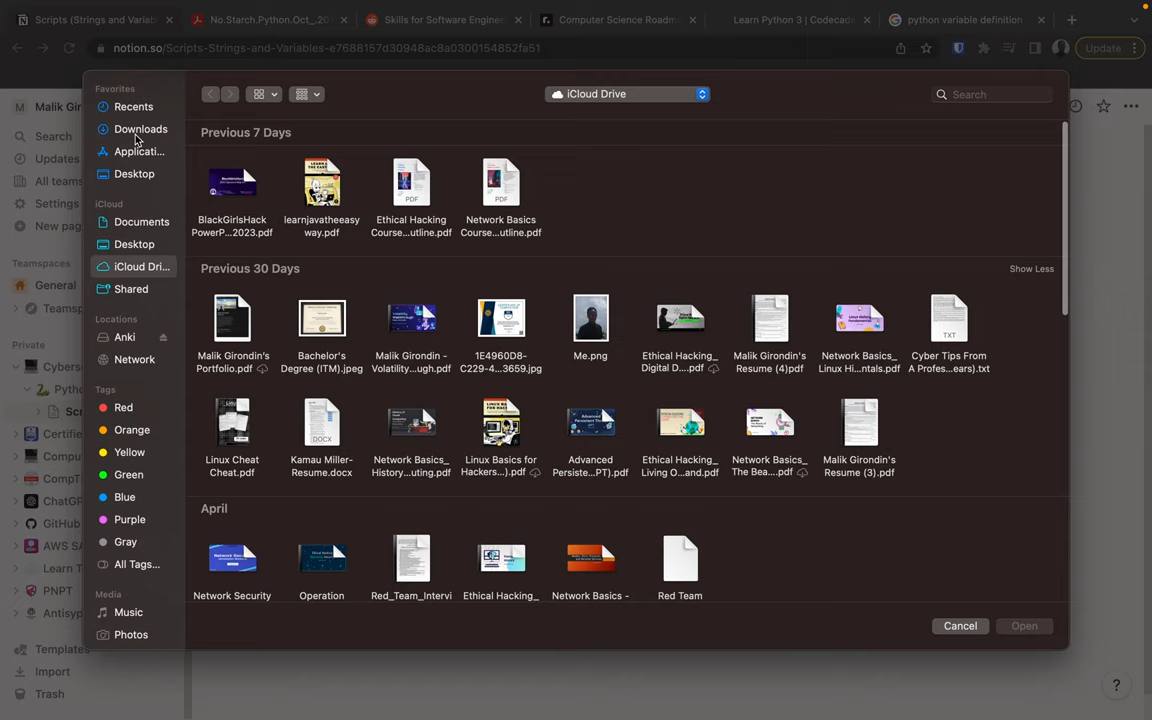 Scripts (Strings and Variab
No.Starch.Python.Oct_.20
Skills for Software Enginee
Computer Science Roadm
Learn Python 3 | Codecad
python variable definition
notion.so/Scripts-Strings-and-Variables-e7688157d30948ac8a0300154852fa51
Update
M Malik Gir
Search
Updates
All teams
Settings
New pag
Teamspaces
General
Teamsp
Private
Cybers
Pytho
Scr
Certifie
Compu
CompT
ChatGP
GitHub
AWS SA
Learn T
PNPT
Antisyp
Templates
Import
Trash
Favorites
Recents
Downloads
Applicati...
Desktop
iCloud
Documents
Desktop
iCloud Dri...
Shared
Locations
Anki
Network
Tags
Red
Orange
Yellow
Green
Blue
Purple
Gray
All Tags...
Media
Music
Photos
iCloud Drive
Search
Previous 7 Days
PDF
PDF
BlackGirlsHack
PowerP...2023.pdf
learnjavatheeasy
way.pdf
Ethical Hacking
Course...utline.pdf
Network Basics
Course...utline.pdf
Previous 30 Days
Show Less
TXT
Malik Girondin's
Portfolio.pdf
Bachelor's
Degree (ITM).jpeg
Malik Girondin -
Volatility...ugh.pdf
1E4960D8-
C229-4...3659.jpg
Me.png
Ethical Hacking_
Digital D....pdf
Malik Girondin's
Resume (4)pdf
Network Basics_
Linux Hi...ntals.pdf
Cyber Tips From
A Profes...ears).txt
DOCX
Linux Cheat
Cheat.pdf
Kamau Miller-
Resume.docx
Network Basics_
History...uting.pdf
Linux Basics for
Hackers...).pdf
Advanced
Persiste...PT).pdf
Ethical Hacking_
Living O...and.pdf
Network Basics_
The Bea....pdf
Malik Girondin's
Resume (3).pdf
April
Network Security
Operation
Red_Team_Intervi
Ethical Hacking_
Network Basics -
Red Team
Cancel
Open
?